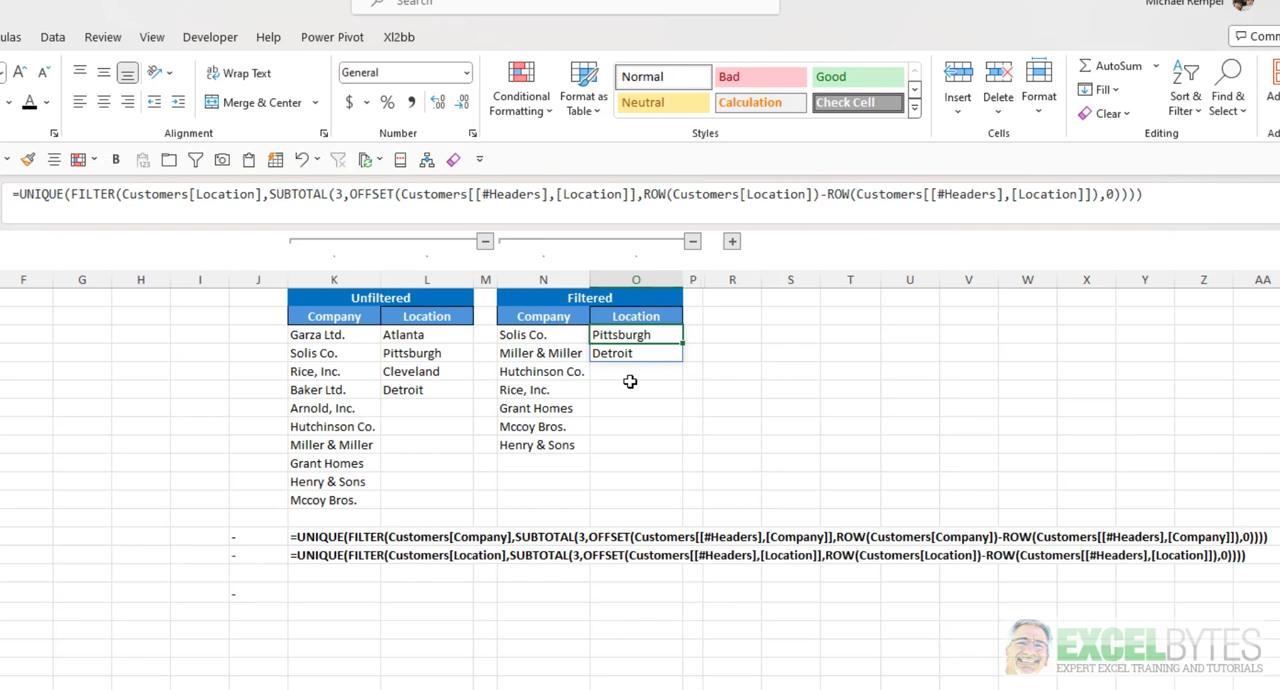 Search
Michael Rempel
ulas Data Review View Developer Help Power Pivot Xl2bb
Wrap Text
General
Normal Bad Good
Conditional Formatting
Format as Table
AutoSum
Fill
Clear
Sort & Filter
Find & Select
Insert Delete Format
Merge & Center
$ % ,
Neutral Calculation Check Cell
Alignment Number Styles Cells Editing
B
=UNIQUE(FILTER(Customers[Location],SUBTOTAL(3,OFFSET(Customers[[#Headers],[Location]],ROW(Customers[Location])-ROW(Customers[[#Headers],[Location]]),0))))
F G H I J K L M N O P R S T U V W X Y Z AA
Unfiltered Filtered
Company Location Company Location
Garza Ltd. Atlanta Solis Co. Pittsburgh
Solis Co. Pittsburgh Miller & Miller Detroit
Rice, Inc. Cleveland Hutchinson Co.
Baker Ltd. Detroit Rice, Inc.
Arnold, Inc. Grant Homes
Hutchinson Co. Mccoy Bros.
Miller & Miller Henry & Sons
Grant Homes
Henry & Sons
Mccoy Bros.
- =UNIQUE(FILTER(Customers[Company],SUBTOTAL(3,OFFSET(Customers[[#Headers],[Company]],ROW(Customers[Company])-ROW(Customers[[#Headers],[Company]]),0))))
- =UNIQUE(FILTER(Customers[Location],SUBTOTAL(3,OFFSET(Customers[[#Headers],[Location]],ROW(Customers[Location])-ROW(Customers[[#Headers],[Location]]),0))))
-
EXCELBYTES
EXPERT EXCEL TRAINING AND TUTORIALS